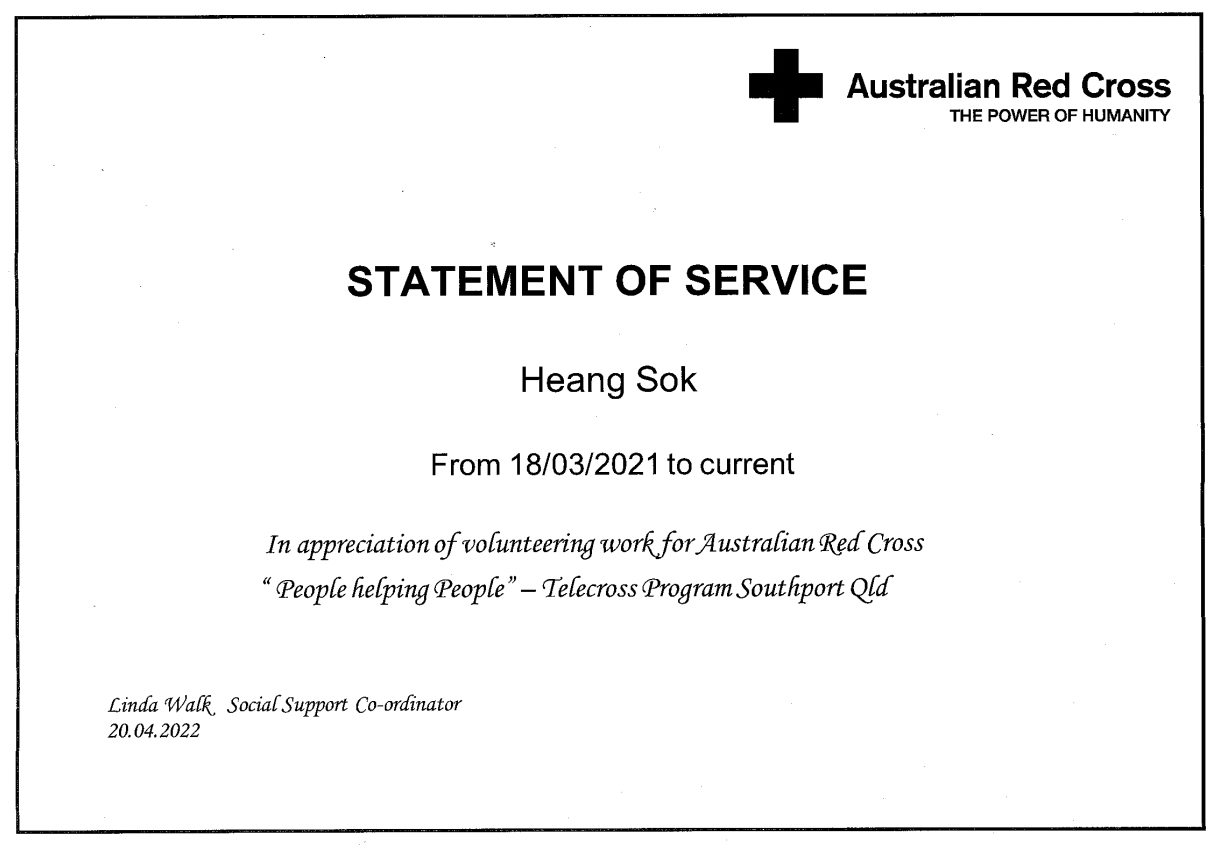 Australian Red Cross
THE POWER OF HUMANITY
STATEMENT OF SERVICE
Heang Sok
From 18/03/2021 to current
In appreciation of volunteering work for Australian Red Cross
“ People helping People” – Telecross Program Southport Qld
Linda Walk Social Support Co-ordinator
20.04.2022